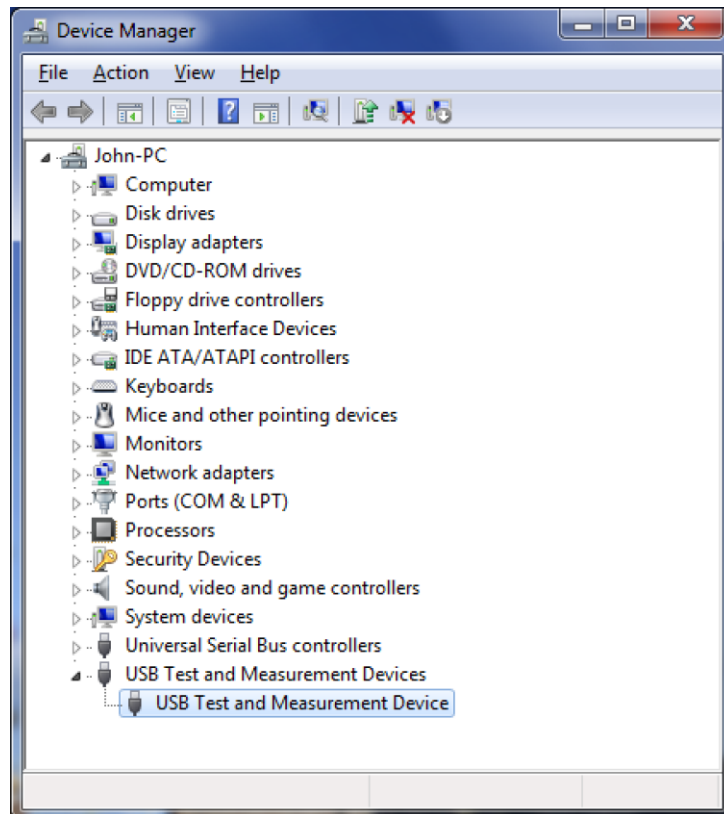 Device Manager
File Action View Help
John-PC
Computer
Disk drives
Display adapters
DVD/CD-ROM drives
Floppy drive controllers
Human Interface Devices
IDE ATA/ATAPI controllers
Keyboards
Mice and other pointing devices
Monitors
Network adapters
Ports (COM & LPT)
Processors
Security Devices
Sound, video and game controllers
System devices
Universal Serial Bus controllers
USB Test and Measurement Devices
USB Test and Measurement Device